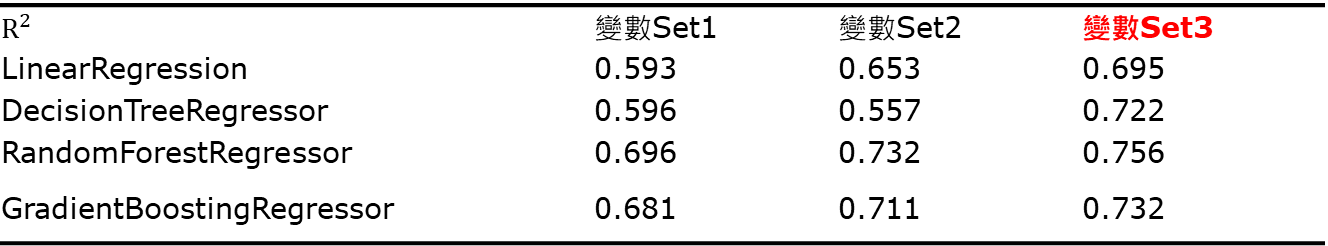 R² 變數Set1 變數Set2 變數Set3
LinearRegression 0.593 0.653 0.695
DecisionTreeRegressor 0.596 0.557 0.722
RandomForestRegressor 0.696 0.732 0.756
GradientBoostingRegressor 0.681 0.711 0.732